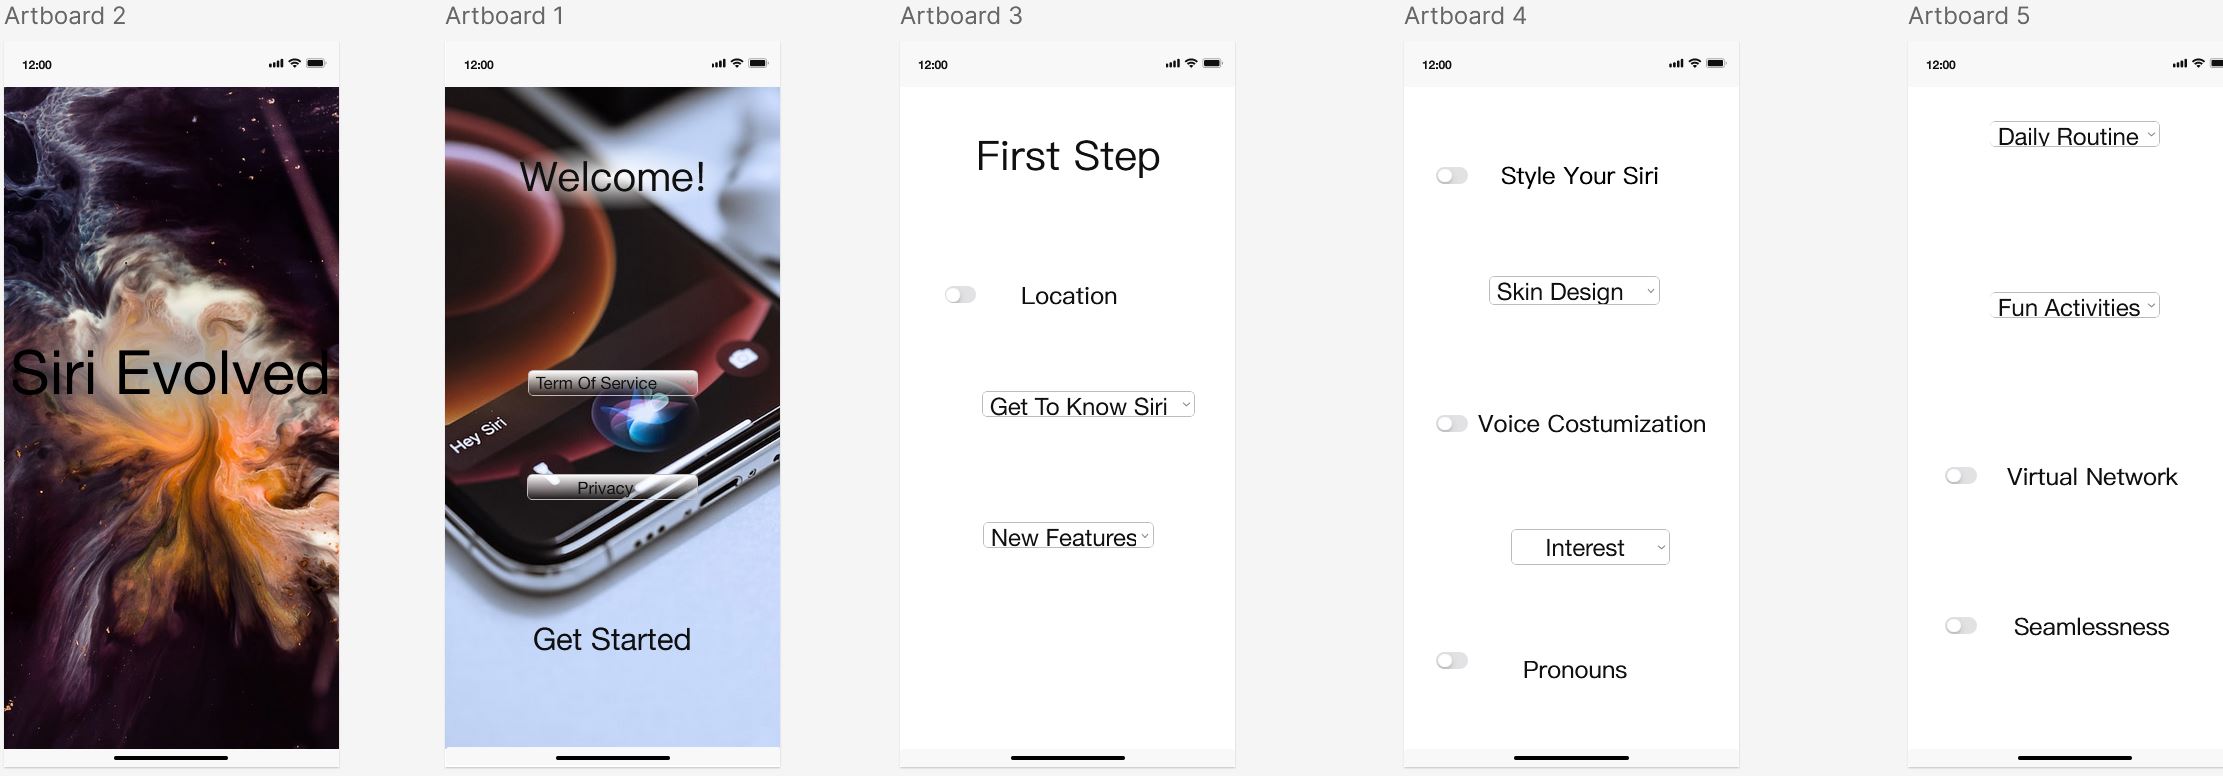 Artboard 2
12:00
Siri Evolved
Artboard 1
12:00
Welcome!
Term Of Service
Hey Siri
Privacy
Get Started
Artboard 3
12:00
First Step
Location
Get To Know Siri
New Features
Artboard 4
12:00
Style Your Siri
Skin Design
Voice Costumization
Interest
Pronouns
Artboard 5
12:00
Daily Routine
Fun Activities
Virtual Network
Seamlessness